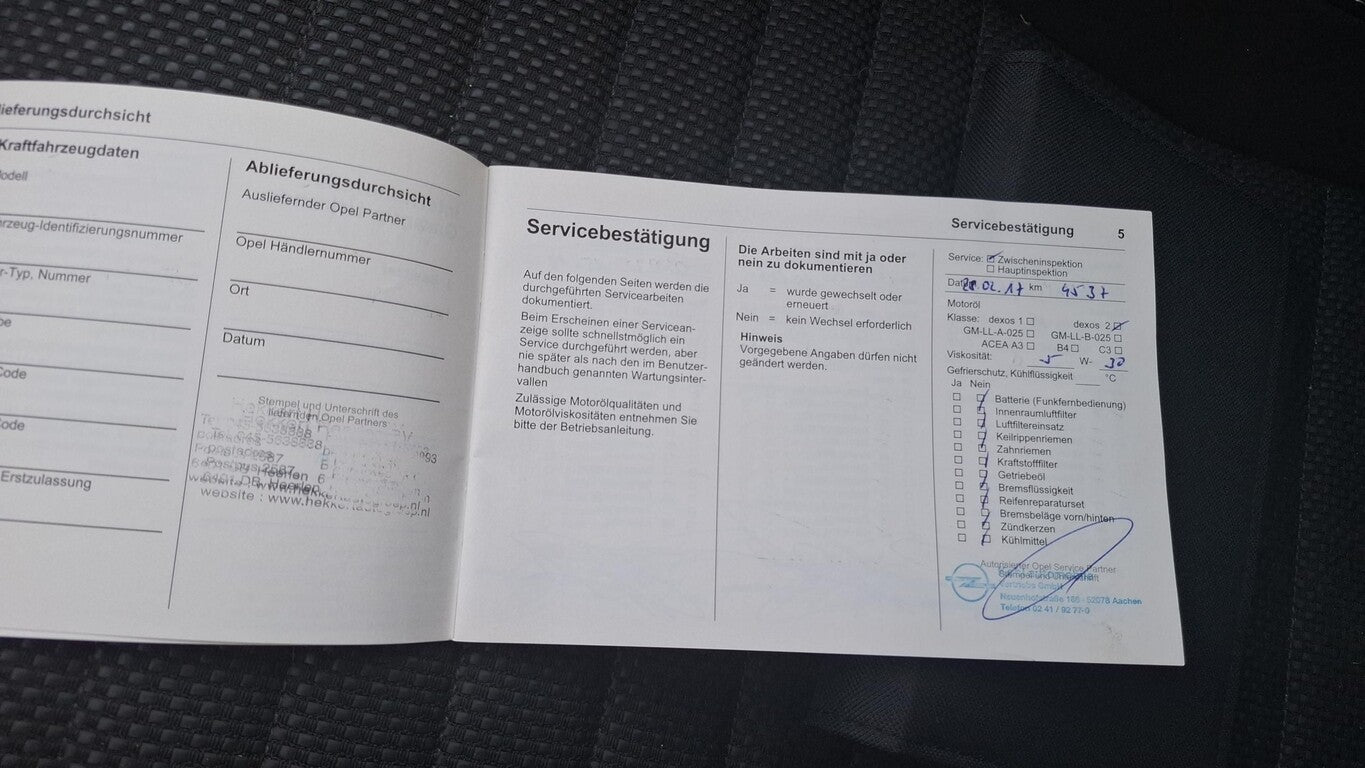 lieferungsdurchsicht
Kraftfahrzeugdaten
odell
rzeug-Identifizierungsnummer
r-Typ, Nummer
Code
ode
Erstzulassung
Ablieferungsdurchsicht
Ausliefernder Opel Partner
Opel Händlernummer
Ort
Datum
Stempel und Unterschrift des
liefernden Opel Partners
Servicebestätigung 5
Servicebestätigung
Auf den folgenden Seiten werden die
durchgeführten Servicearbeiten
dokumentiert.
Beim Erscheinen einer Servicean-
zeige sollte schnellstmöglich ein
Service durchgeführt werden, aber
nie später als nach den im Benutzer-
handbuch genannten Wartungsinter-
vallen
Zulässige Motorölqualitäten und
Motorölviskositäten entnehmen Sie
bitte der Betriebsanleitung.
Die Arbeiten sind mit ja oder
nein zu dokumentieren
Ja = wurde gewechselt oder
erneuert
Nein = kein Wechsel erforderlich
Hinweis
Vorgegebene Angaben dürfen nicht
geändert werden.
Service: Zwischeninspektion
Hauptinspektion
02.17 km 4537
Motoröl
Klasse: dexos 1 dexos 2
GM-LL-A-025 GM-LL-B-025
ACEA A3 B4 C3
Viskosität: 5 W- 30
Gefrierschutz, Kühlflüssigkeit °C
Ja Nein
Batterie (Funkfernbedienung)
Innenraumluftfilter
Luftfiltereinsatz
Keilrippenriemen
Zahnriemen
Kraftstofffilter
Getriebeöl
Bremsflüssigkeit
Reifenreparaturset
Bremsbeläge vorn/hinten
Zündkerzen
Kühlmittel
Autorisierter Opel Service Partner
Vertriebs GmbH
Neuenhofstraße 186 - 52078 Aachen
Telefon 02 41 / 92 77-0